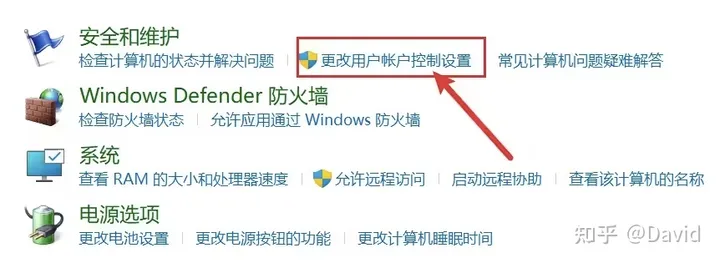 安全和维护
检查计算机的状态并解决问题 更改用户帐户控制设置 常见计算机问题疑难解答
Windows Defender 防火墙
检查防火墙状态 允许应用通过 Windows 防火墙
系统
查看 RAM 的大小和处理器速度 允许远程访问 启动远程协助 查看该计算机的名称
电源选项
更改电池设置 更改电源按钮的功能 更改计算机睡眠时间
知乎 @David